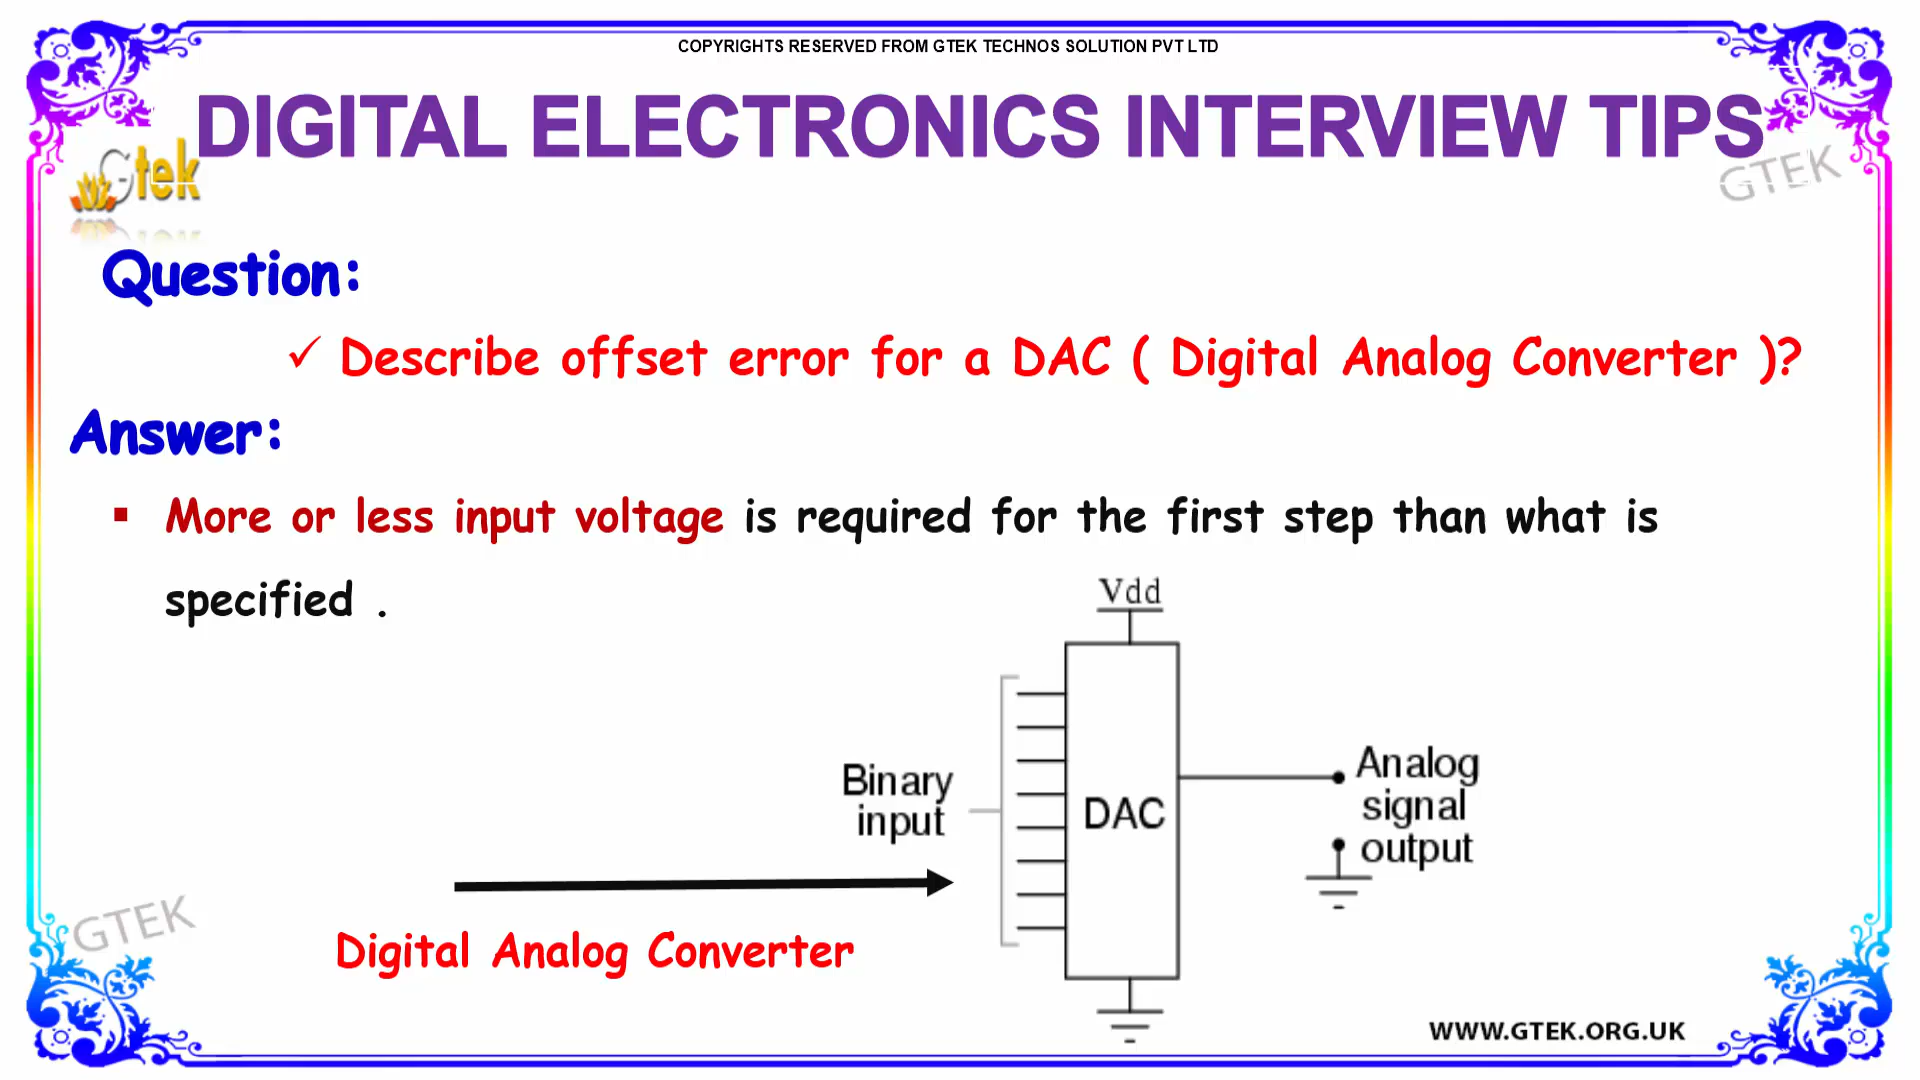 COPYRIGHTS RESERVED FROM GTEK TECHNOS SOLUTION PVT LTD
DIGITAL ELECTRONICS INTERVIEW TIPS
Gtek
GTEK
Question:
✓ Describe offset error for a DAC ( Digital Analog Converter )?
Answer:
▪ More or less input voltage is required for the first step than what is
specified .
Vdd
Binary
input
DAC
Analog
signal
output
Digital Analog Converter
GTEK
WWW.GTEK.ORG.UK